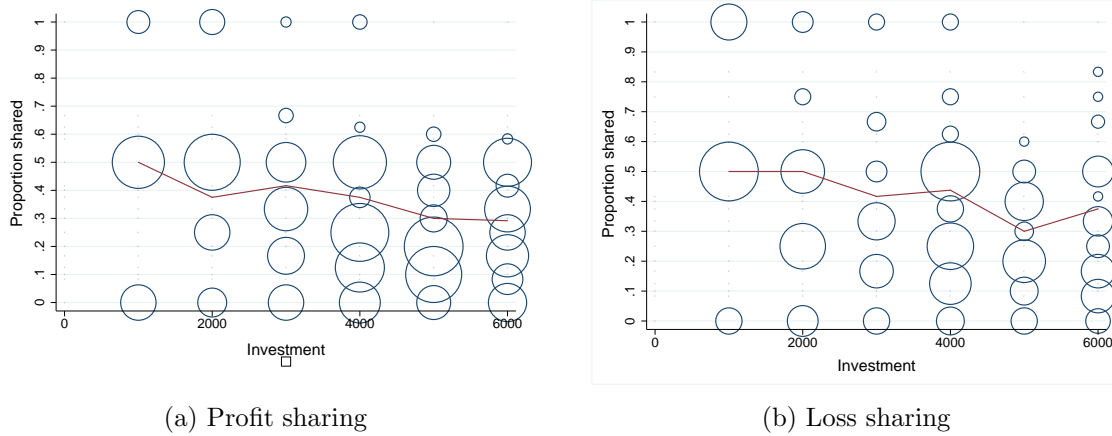 1
.9
.8
.7
.6
.5
.4
.3
.2
.1
0
Proportion shared
0 2000 4000 6000
Investment
(a) Profit sharing
1
.9
.8
.7
.6
.5
.4
.3
.2
.1
0
Proportion shared
0 2000 4000 6000
Investment
(b) Loss sharing